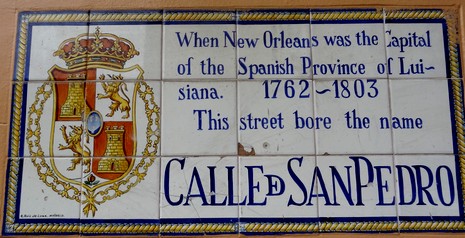 When New Orleans was the Capital
of the Spanish Province of Lui~
siana. 1762~1803
This street bore the name
CALLE D SAN PEDRO